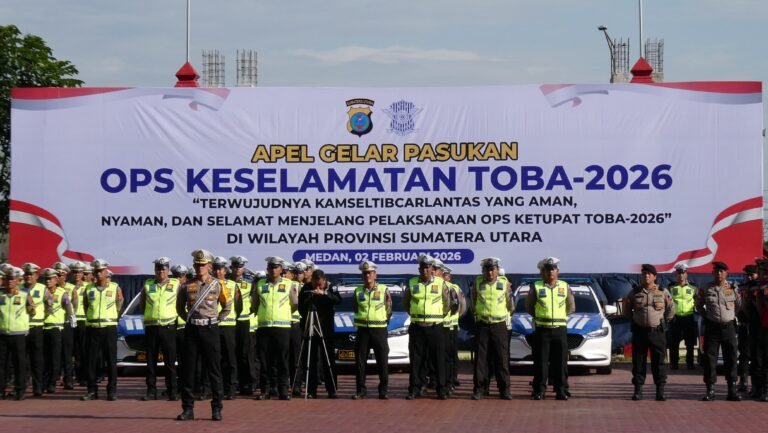 APEL GELAR PASUKAN
OPS KESELAMATAN TOBA-2026
“TERWUJUDNYA KAMSELTIBCARLANTAS YANG AMAN,
NYAMAN, DAN SELAMAT MENJELANG PELAKSANAAN OPS KETUPAT TOBA-2026”
DI WILAYAH PROVINSI SUMATERA UTARA
MEDAN, 02 FEBRUARI 2026